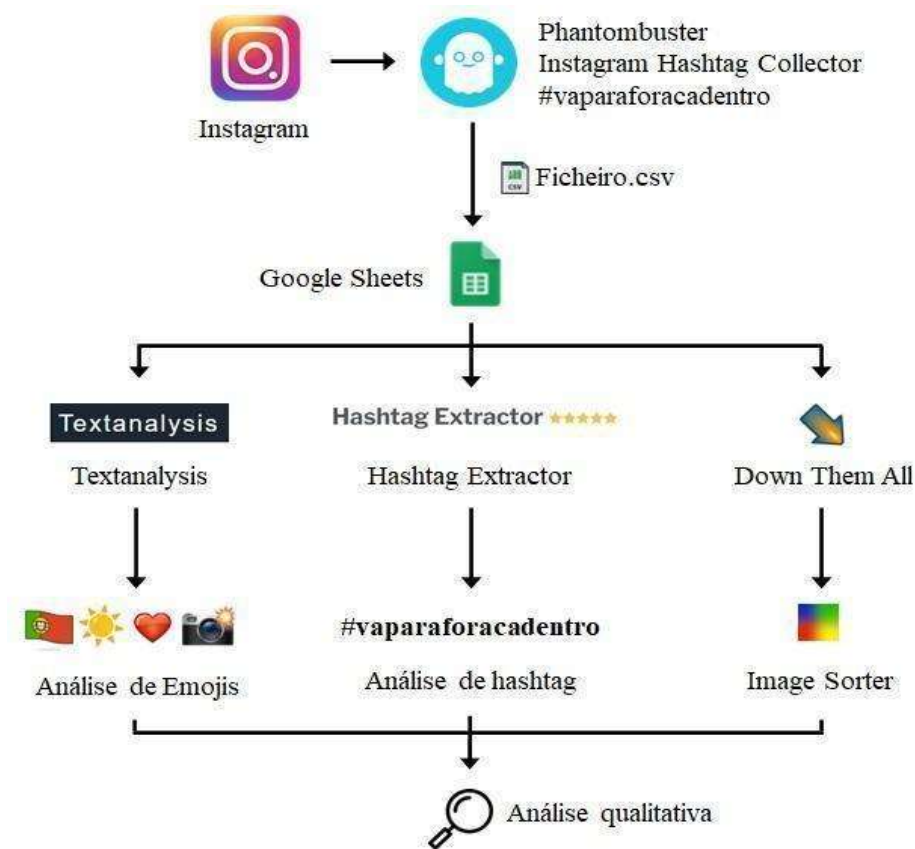 Phantombuster
Instagram Hashtag Collector
#vaparaforacadentro
Instagram
CSV
Ficheiro.csv
Google Sheets
Textanalysis
Hashtag Extractor
Textanalysis
Hashtag Extractor
Down Them All
#vaparaforacadentro
Análise de Emojis
Análise de hashtag
Image Sorter
Análise qualitativa